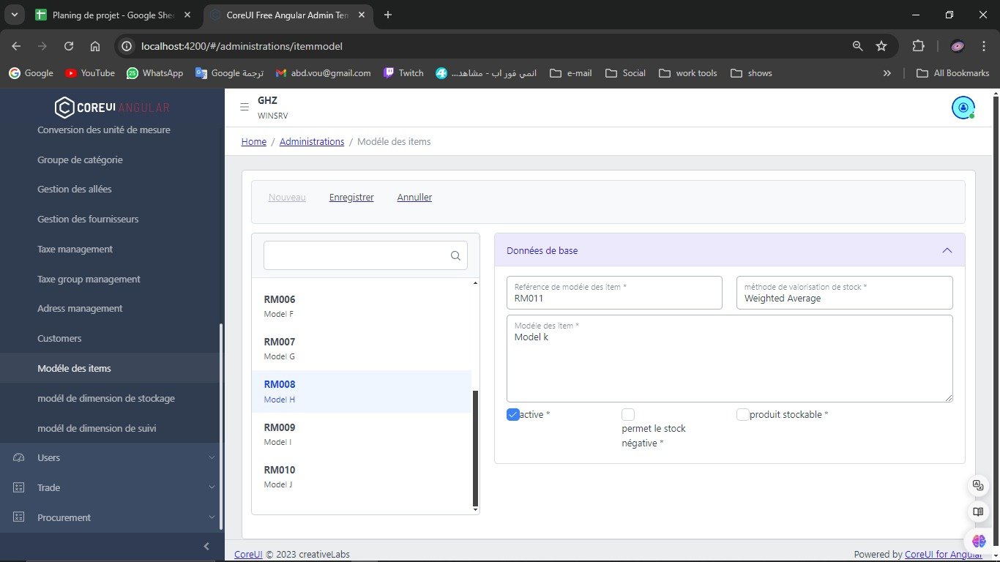 Planing de projet - Google She
CoreUI Free Angular Admin Tem
localhost:4200/#/administrations/itemmodel
Google
YouTube
25
WhatsApp
Google ترجمة
abd.vou@gmail.com
Twitch
انمي فور اب - مشاهد...
e-mail
Social
work tools
shows
»
All Bookmarks
COREUI ANGULAR
Conversion des unité de mesure
Groupe de catégorie
Gestion des allées
Gestion des fournisseurs
Taxe management
Taxe group management
Adress management
Customers
Modéle des items
modél de dimension de stockage
modél de dimension de suivi
Users
Trade
Procurement
GHZ
WINSRV
Home / Administrations / Modéle des items
Nouveau Enregistrer Annuller
RM006
Model F
RM007
Model G
RM008
Model H
RM009
Model I
RM010
Model J
Données de base
Reférence de modéle des item *
RM011
méthode de valorisation de stock *
Weighted Average
Modéle des item *
Model k
active *
permet le stock
négative *
produit stockable *
CoreUI © 2023 creativeLabs
Powered by CoreUI for Angular